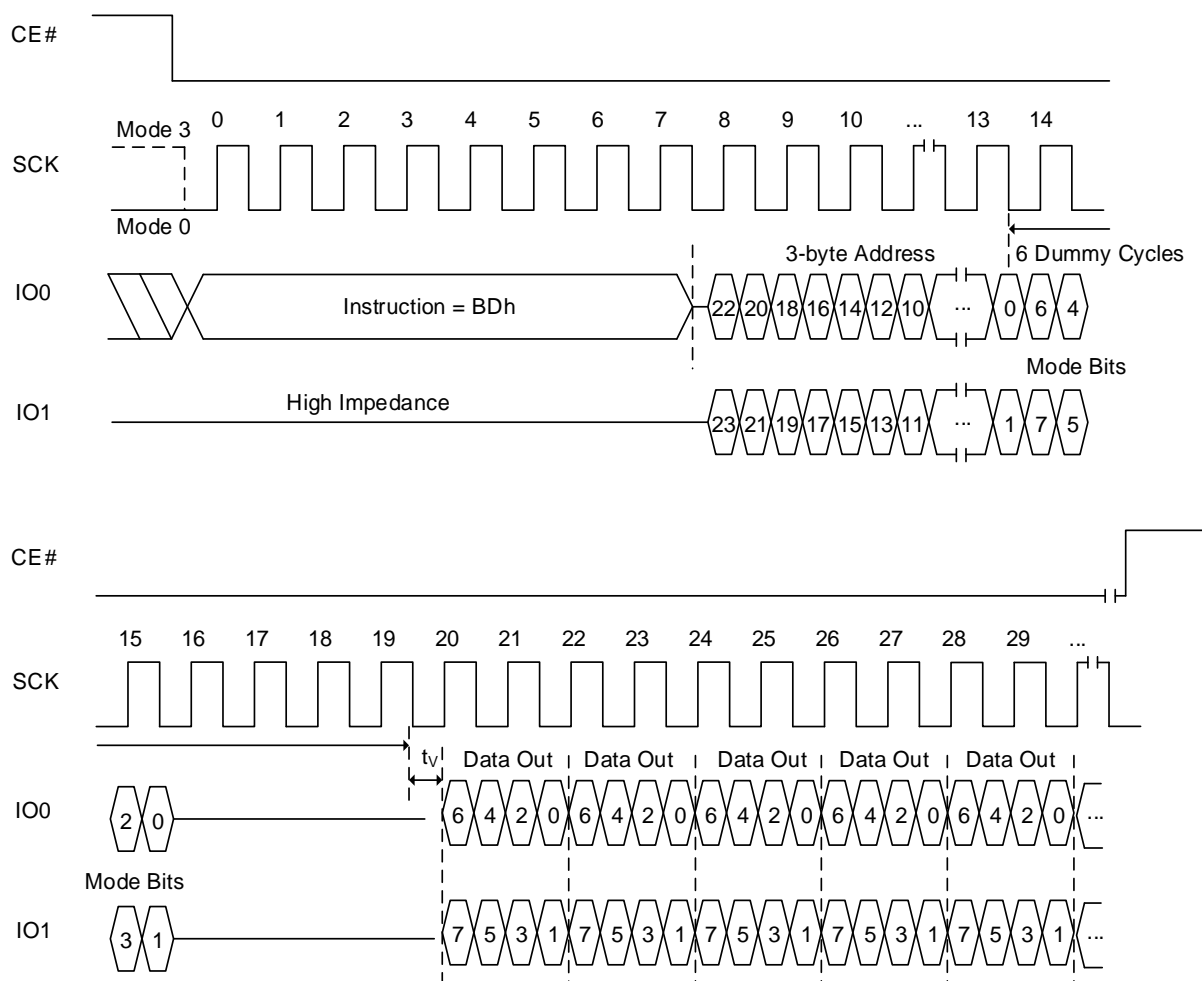 CE#
0 1 2 3 4 5 6 7 8 9 10 ... 13 14
Mode 3
SCK
Mode 0
3-byte Address 6 Dummy Cycles
IO0 Instruction = BDh 22 20 18 16 14 12 10 ... 0 6 4
Mode Bits
High Impedance
IO1 23 21 19 17 15 13 11 ... 1 7 5
CE#
15 16 17 18 19 20 21 22 23 24 25 26 27 28 29 ...
SCK
tV Data Out Data Out Data Out Data Out Data Out
IO0 2 0 6 4 2 0 6 4 2 0 6 4 2 0 6 4 2 0 6 4 2 0 ...
Mode Bits
IO1 3 1 7 5 3 1 7 5 3 1 7 5 3 1 7 5 3 1 7 5 3 1 ...